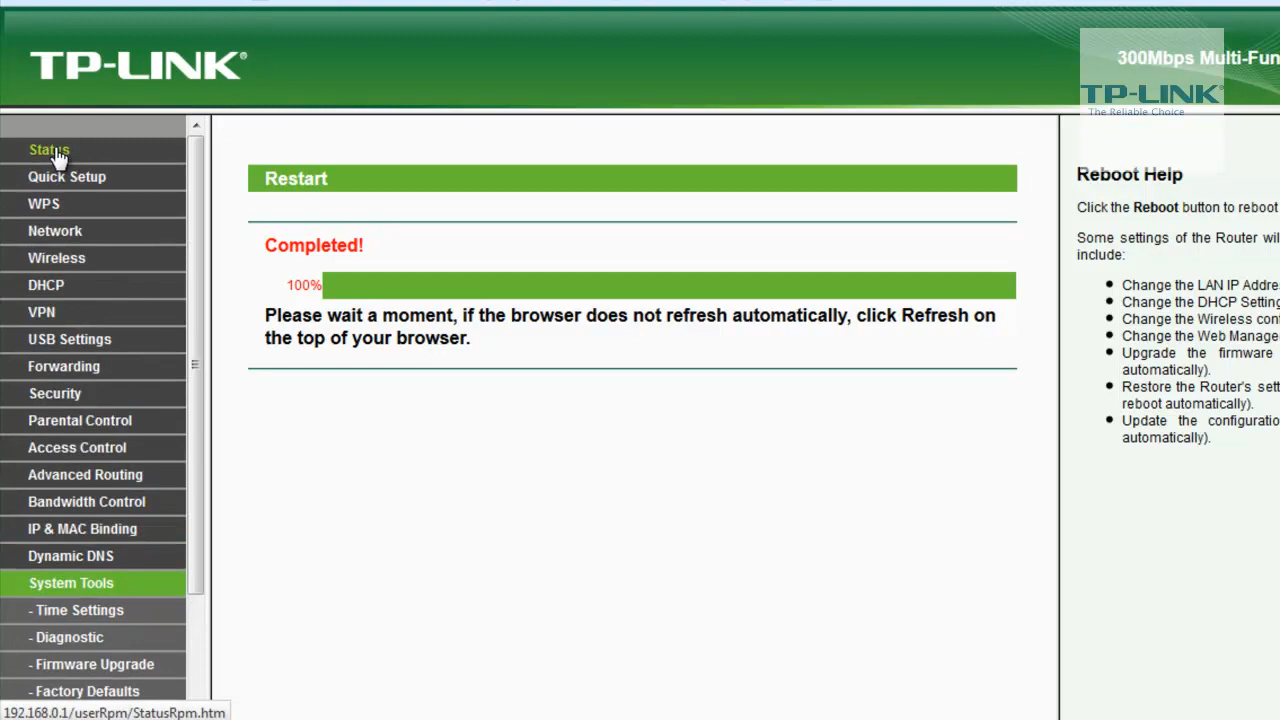 TP-LINK®
300Mbps Multi-Fun
TP-LINK®
The Reliable Choice
Status
Quick Setup
WPS
Network
Wireless
DHCP
VPN
USB Settings
Forwarding
Security
Parental Control
Access Control
Advanced Routing
Bandwidth Control
IP & MAC Binding
Dynamic DNS
System Tools
- Time Settings
- Diagnostic
- Firmware Upgrade
- Factory Defaults
192.168.0.1/userRpm/StatusRpm.htm
Restart
Completed!
100%
Please wait a moment, if the browser does not refresh automatically, click Refresh on
the top of your browser.
Reboot Help
Click the Reboot button to reboot
Some settings of the Router wil
include:
Change the LAN IP Addre
Change the DHCP Setting
Change the Wireless con
Change the Web Manage
Upgrade the firmware
automatically).
Restore the Router's sett
reboot automatically).
Update the configuratio
automatically).